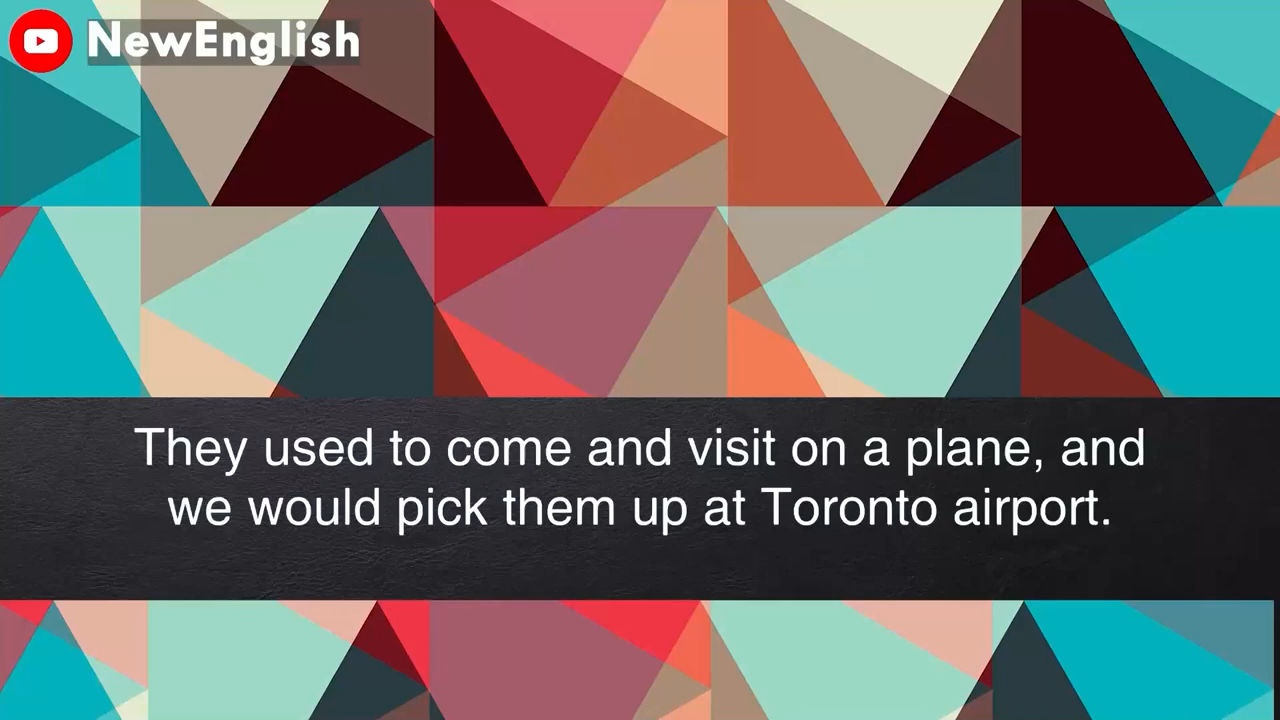 NewEnglish
They used to come and visit on a plane, and
we would pick them up at Toronto airport.